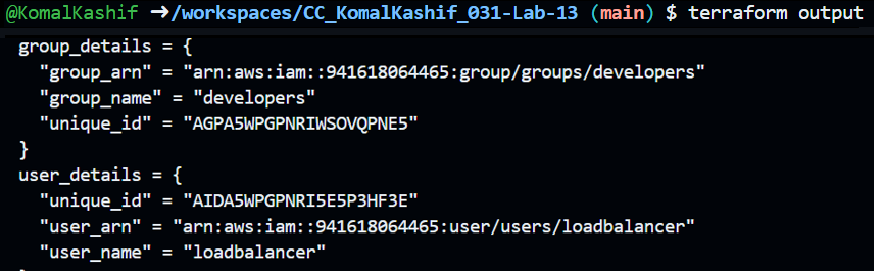 @KomalKashif ➜/workspaces/CC_KomalKashif_031-Lab-13 (main) $ terraform output
group_details = {
  "group_arn" = "arn:aws:iam::941618064465:group/groups/developers"
  "group_name" = "developers"
  "unique_id" = "AGPA5WPGPNRIWSOVQPNE5"
}
user_details = {
  "unique_id" = "AIDA5WPGPNRI5E5P3HF3E"
  "user_arn" = "arn:aws:iam::941618064465:user/users/loadbalancer"
  "user_name" = "loadbalancer"